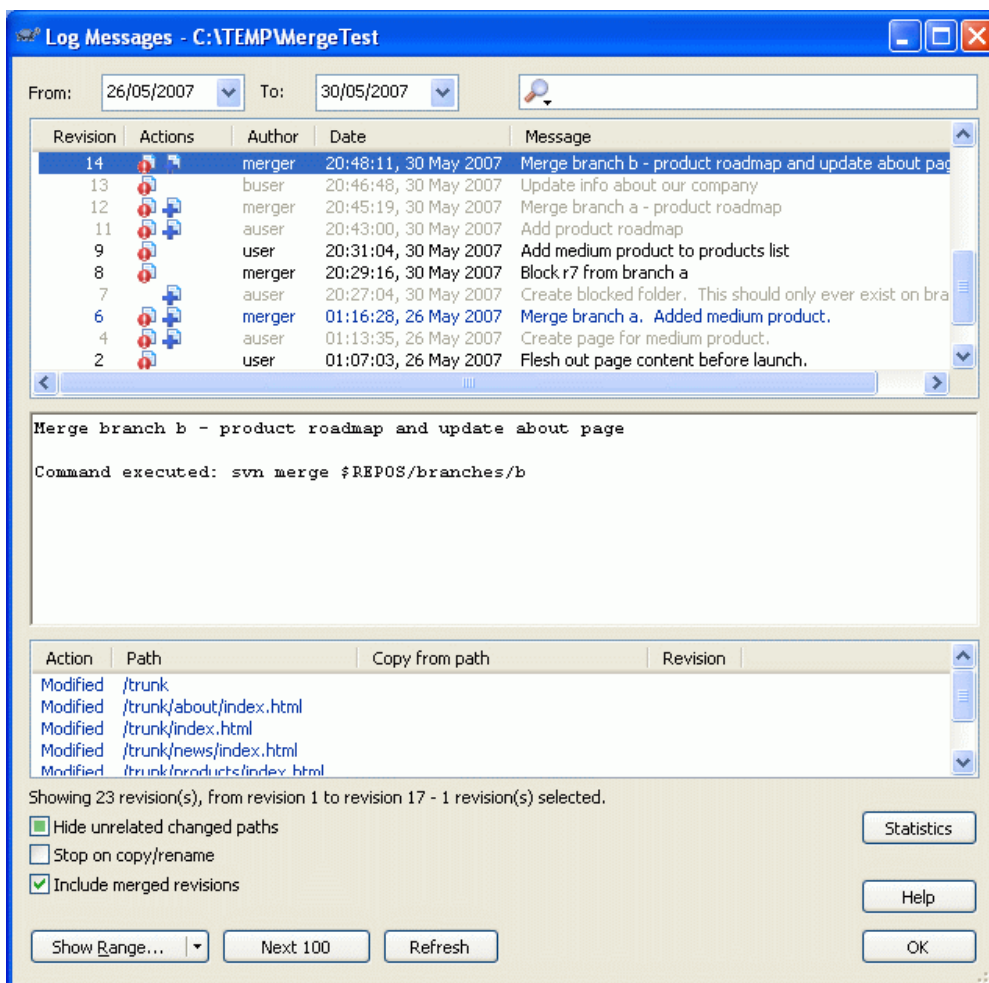 Log Messages - C:\TEMP\MergeTest
From: 26/05/2007 To: 30/05/2007
Revision Actions Author Date Message
14 merger 20:48:11, 30 May 2007 Merge branch b - product roadmap and update about pag
13 buser 20:46:48, 30 May 2007 Update info about our company
12 merger 20:45:19, 30 May 2007 Merge branch a - product roadmap
11 auser 20:43:00, 30 May 2007 Add product roadmap
9 user 20:31:04, 30 May 2007 Add medium product to products list
8 merger 20:29:16, 30 May 2007 Block r7 from branch a
7 auser 20:27:04, 30 May 2007 Create blocked folder. This should only ever exist on bra
6 merger 01:16:28, 26 May 2007 Merge branch a. Added medium product.
4 auser 01:13:35, 26 May 2007 Create page for medium product.
2 user 01:07:03, 26 May 2007 Flesh out page content before launch.
Merge branch b - product roadmap and update about page
Command executed: svn merge $REPOS/branches/b
Action Path Copy from path Revision
Modified /trunk
Modified /trunk/about/index.html
Modified /trunk/index.html
Modified /trunk/news/index.html
Modified /trunk/products/index.html
Showing 23 revision(s), from revision 1 to revision 17 - 1 revision(s) selected.
Hide unrelated changed paths
Statistics
Stop on copy/rename
Include merged revisions
Help
Show Range... Next 100 Refresh OK